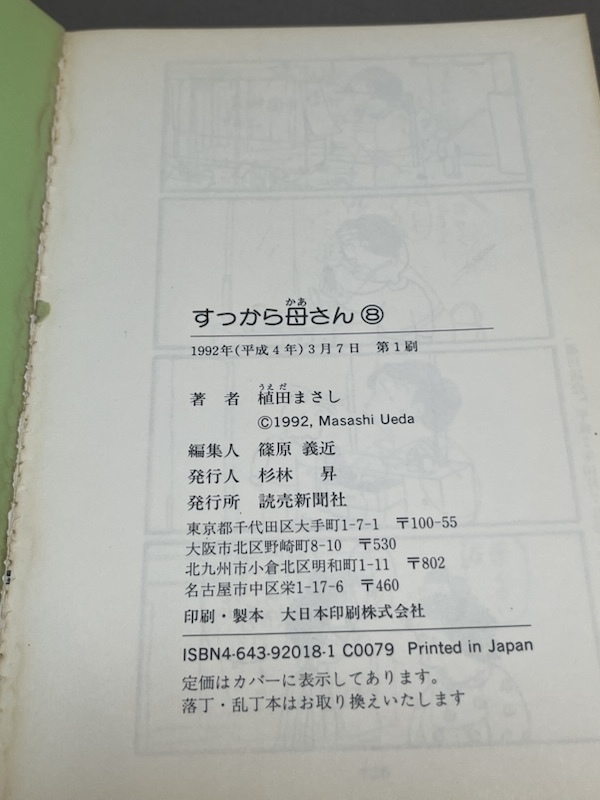 すっから母さん⑧
かあ
1992年(平成4年)3月7日 第1刷
うえだ
著者 植田まさし
©1992, Masashi Ueda
編集人 篠原 義近
発行人 杉林 昇
発行所 読売新聞社
東京都千代田区大手町1-7-1 〒100-55
大阪市北区野崎町8-10 〒530
北九州市小倉北区明和町1-11 〒802
名古屋市中区栄1-17-6 〒460
印刷・製本 大日本印刷株式会社
ISBN4-643-92018-1 C0079 Printed in Japan
定価はカバーに表示してあります。
落丁・乱丁本はお取り換えいたします